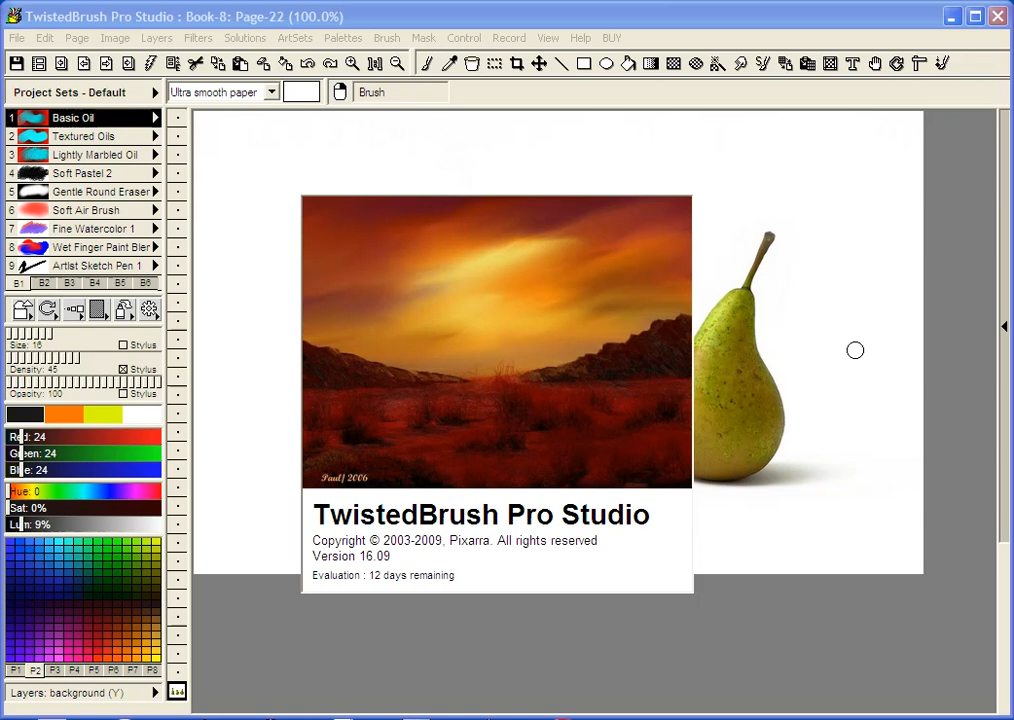 TwistedBrush Pro Studio : Book-8: Page-22 (100.0%)
File Edit Page Image Layers Filters Solutions ArtSets Palettes Brush Mask Control Record View Help BUY
Project Sets - Default
Ultra smooth paper
Brush
1 Basic Oil
2 Textured Oils
3 Lightly Marbled Oil
4 Soft Pastel 2
5 Gentle Round Eraser
6 Soft Air Brush
7 Fine Watercolor 1
8 Wet Finger Paint Bler
9 Artist Sketch Pen 1
B1 B2 B3 B4 B5 B6
Size: 16 Stylus
Density: 45 Stylus
Opacity: 100 Stylus
Red: 24
Green: 24
Blue: 24
Hue: 0
Sat: 0%
Lum: 9%
P1 P2 P3 P4 P5 P6 P7 P8
Layers: background (Y)
Paulf 2006
TwistedBrush Pro Studio
Copyright © 2003-2009, Pixarra. All rights reserved
Version 16.09
Evaluation : 12 days remaining